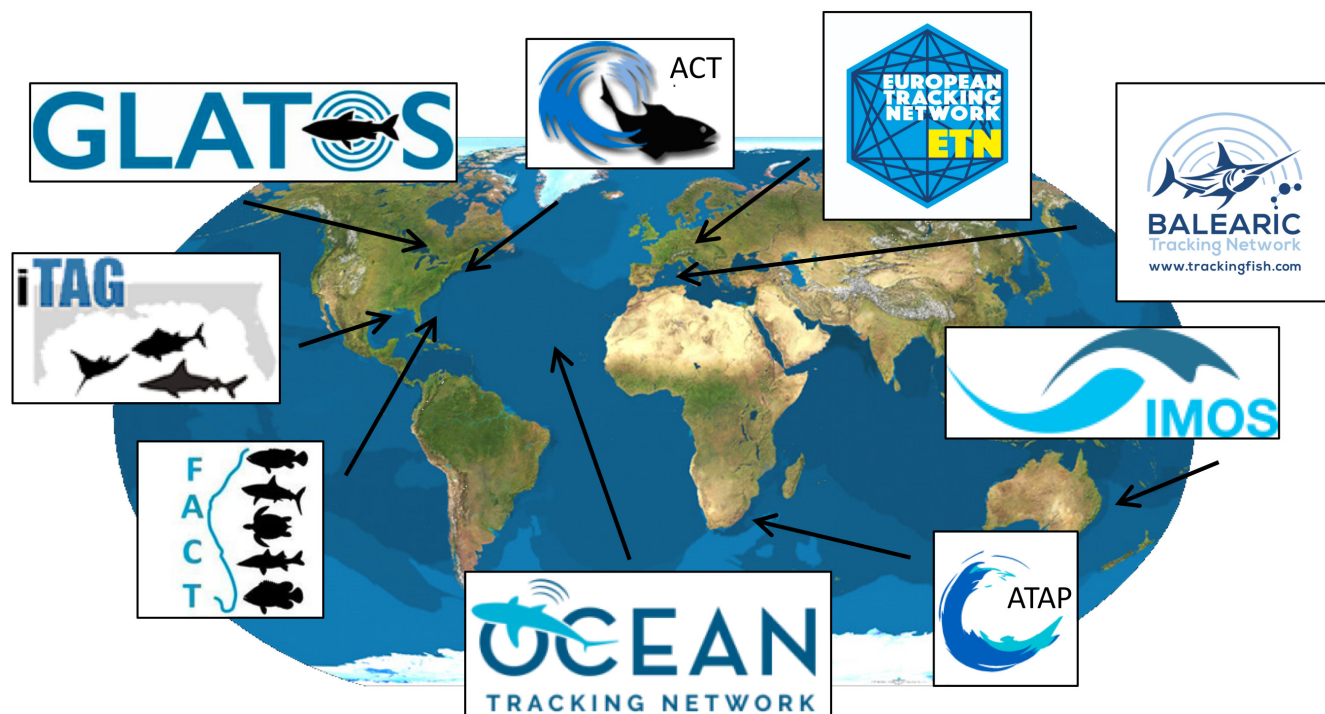 GLATOS
ACT
EUROPEAN
TRACKING
NETWORK
ETN
BALEARIC
Tracking Network
www.trackingfish.com
iTAG
IMOS
F
A
C
T
OCEAN
TRACKING NETWORK
ATAP